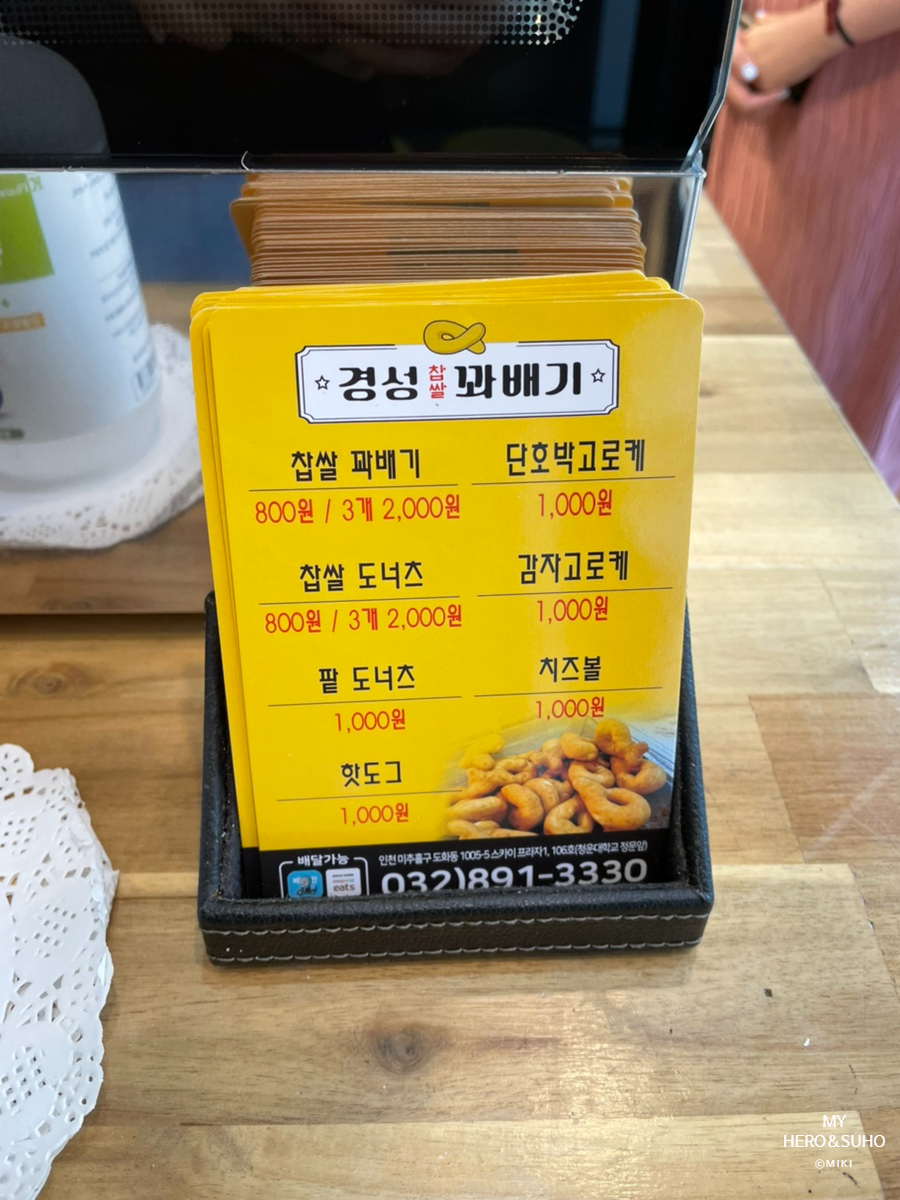 경성 찹쌀 꽈배기
찹쌀 꽈배기
800원 / 3개 2,000원
찹쌀 도너츠
800원 / 3개 2,000원
팥 도너츠
1,000원
핫도그
1,000원
단호박고로케
1,000원
감자고로케
1,000원
치즈볼
1,000원
배달가능
eats
인천 미추홀구 도화동 1005-5 스카이프라자1, 106호(청운대학교 정문앞)
032)891-3330
MY
HERO&SUHO
©MIKI